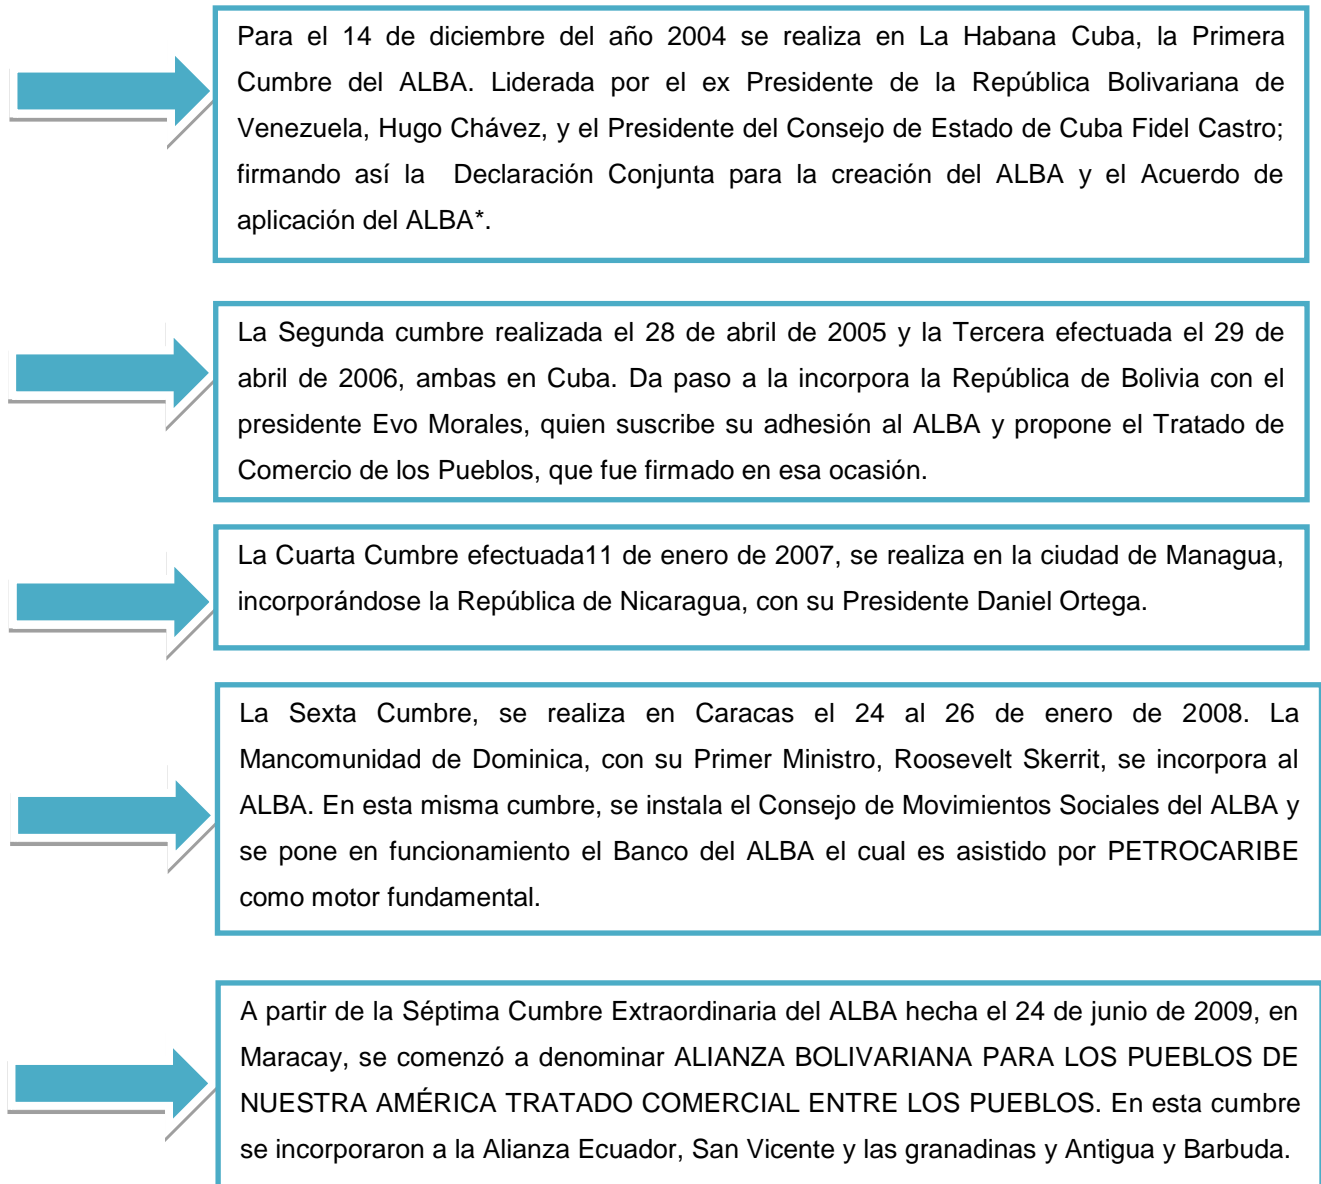 Para el 14 de diciembre del año 2004 se realiza en La Habana Cuba, la Primera
Cumbre del ALBA. Liderada por el ex Presidente de la República Bolivariana de
Venezuela, Hugo Chávez, y el Presidente del Consejo de Estado de Cuba Fidel Castro;
firmando así la Declaración Conjunta para la creación del ALBA y el Acuerdo de
aplicación del ALBA*.
La Segunda cumbre realizada el 28 de abril de 2005 y la Tercera efectuada el 29 de
abril de 2006, ambas en Cuba. Da paso a la incorpora la República de Bolivia con el
presidente Evo Morales, quien suscribe su adhesión al ALBA y propone el Tratado de
Comercio de los Pueblos, que fue firmado en esa ocasión.
La Cuarta Cumbre efectuada11 de enero de 2007, se realiza en la ciudad de Managua,
incorporándose la República de Nicaragua, con su Presidente Daniel Ortega.
La Sexta Cumbre, se realiza en Caracas el 24 al 26 de enero de 2008. La
Mancomunidad de Dominica, con su Primer Ministro, Roosevelt Skerrit, se incorpora al
ALBA. En esta misma cumbre, se instala el Consejo de Movimientos Sociales del ALBA y
se pone en funcionamiento el Banco del ALBA el cual es asistido por PETROCARIBE
como motor fundamental.
A partir de la Séptima Cumbre Extraordinaria del ALBA hecha el 24 de junio de 2009, en
Maracay, se comenzó a denominar ALIANZA BOLIVARIANA PARA LOS PUEBLOS DE
NUESTRA AMÉRICA TRATADO COMERCIAL ENTRE LOS PUEBLOS. En esta cumbre
se incorporaron a la Alianza Ecuador, San Vicente y las granadinas y Antigua y Barbuda.